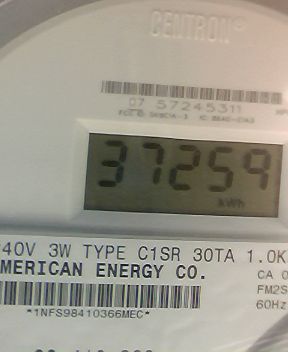 CENTRON®
07 57245311
37259
kWh
40V 3W TYPE C1SR 30TA 1.0K
MERICAN ENERGY CO.
CA 0
FM2S
60Hz
*1NFS98410366MEC*